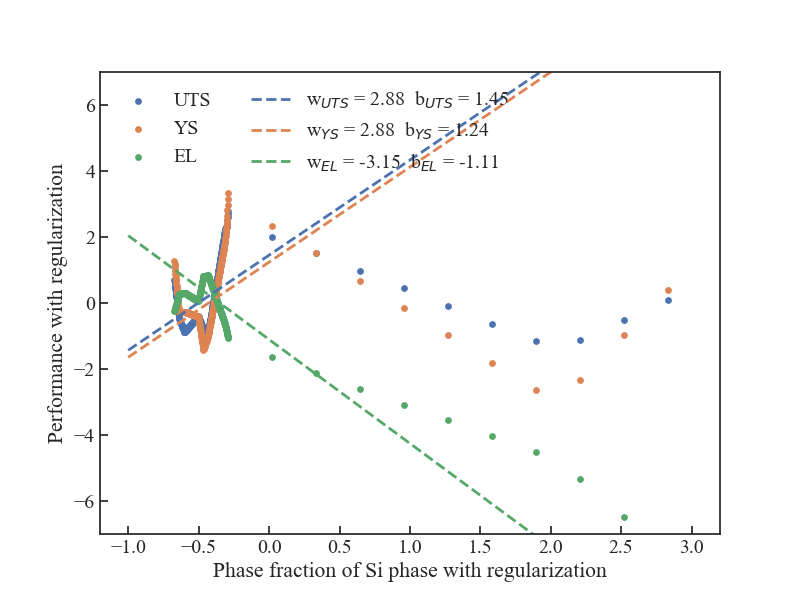 UTS
YS
EL
w_UTS = 2.88 b_UTS = 1.45
w_YS = 2.88 b_YS = 1.24
w_EL = -3.15 b_EL = -1.11
6
4
2
0
−2
−4
−6
Performance with regularization
−1.0 −0.5 0.0 0.5 1.0 1.5 2.0 2.5 3.0
Phase fraction of Si phase with regularization